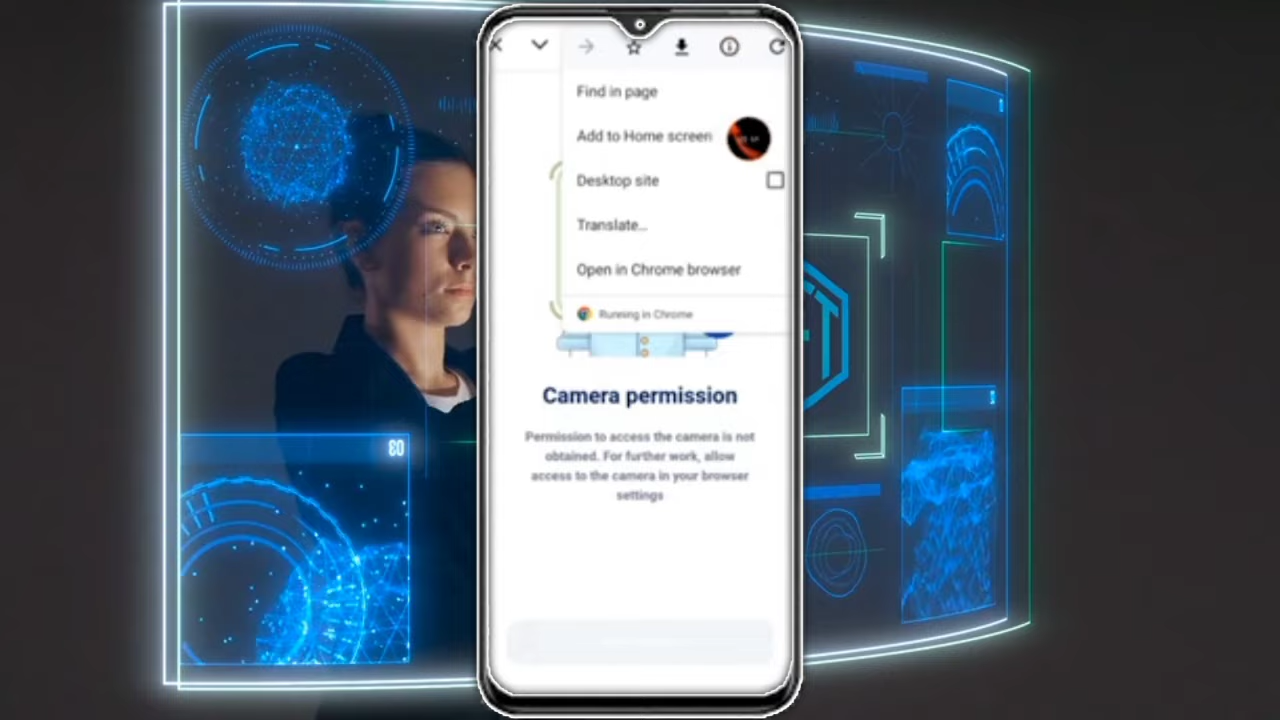 Find in page
Add to Home screen
Desktop site
Translate…
Open in Chrome browser
Running in Chrome
Camera permission
Permission to access the camera is not
obtained. For further work, allow
access to the camera in your browser
settings
03